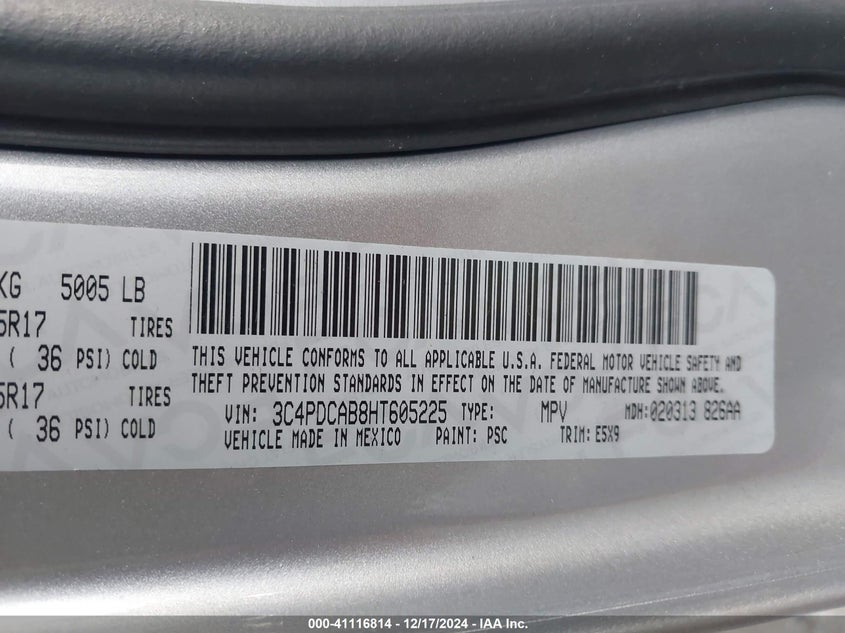 KG 5005 LB
5R17 TIRES
( 36 PSI) COLD
5R17 TIRES
( 36 PSI) COLD
THIS VEHICLE CONFORMS TO ALL APPLICABLE U.S.A. FEDERAL MOTOR VEHICLE SAFETY AND
THEFT PREVENTION STANDARDS IN EFFECT ON THE DATE OF MANUFACTURE SHOWN ABOVE.
VIN: 3C4PDCAB8HT605225 TYPE: MPV MDH:020313 826AA
VEHICLE MADE IN MEXICO PAINT: PSC TRIM: E5X9
000-41116814 / 12/17/2024 - IAA Inc.